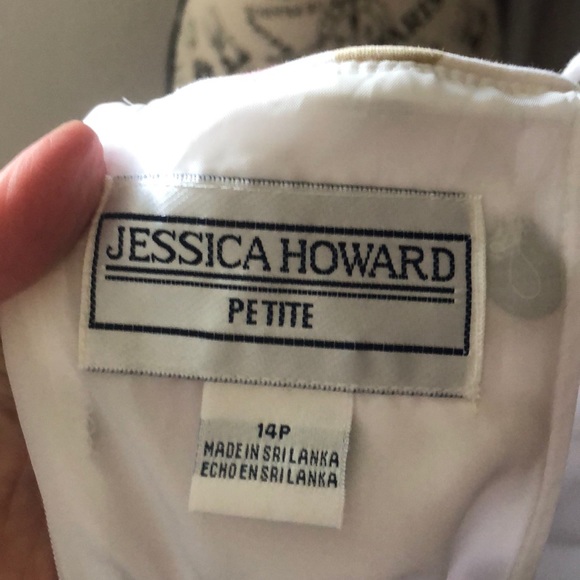 JESSICA HOWARD
PETITE
14P
MADE IN SRI LANKA
ECHO EN SRI LANKA